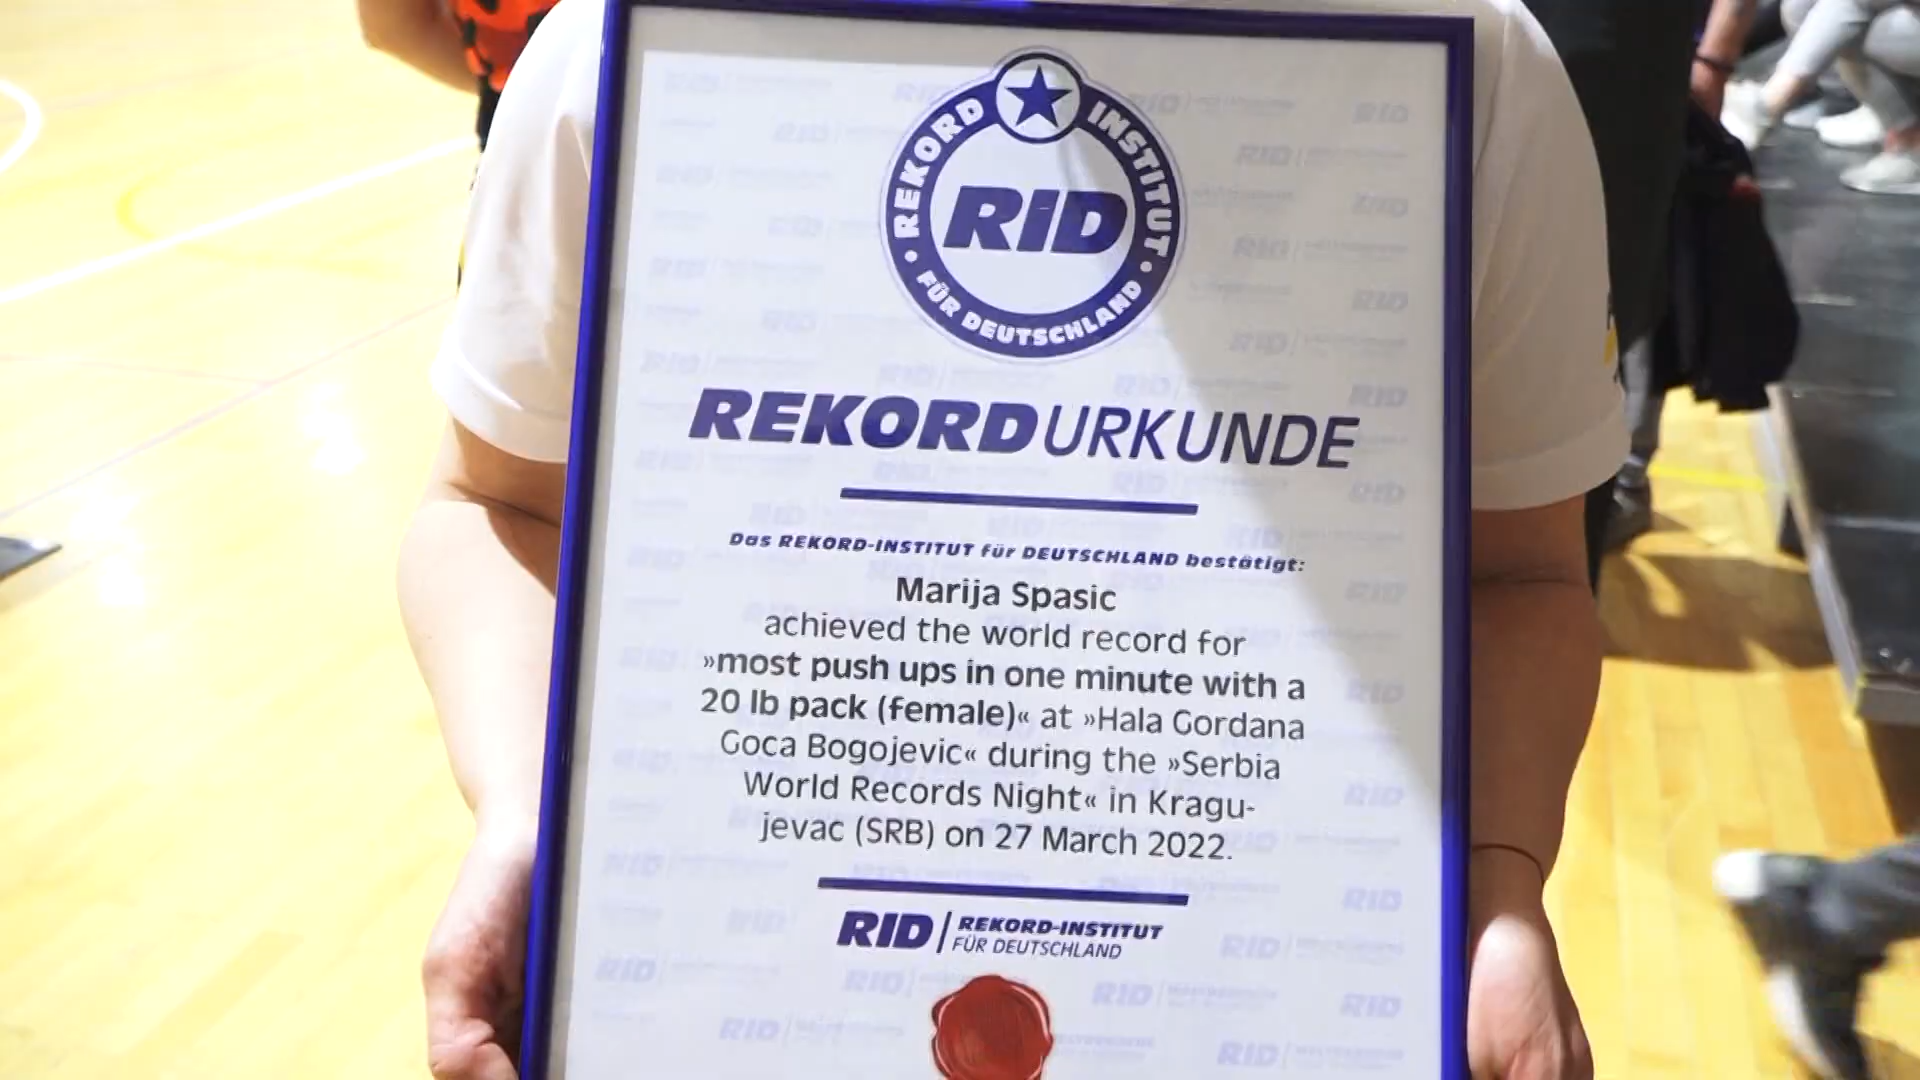 REKORD INSTITUT
RID
FÜR DEUTSCHLAND
REKORDURKUNDE
Das REKORD-INSTITUT für DEUTSCHLAND bestätigt:
Marija Spasic
achieved the world record for
»most push ups in one minute with a
20 lb pack (female)« at »Hala Gordana
Goca Bogojevic« during the »Serbia
World Records Night« in Kragu-
jevac (SRB) on 27 March 2022.
RID | REKORD-INSTITUT
FÜR DEUTSCHLAND